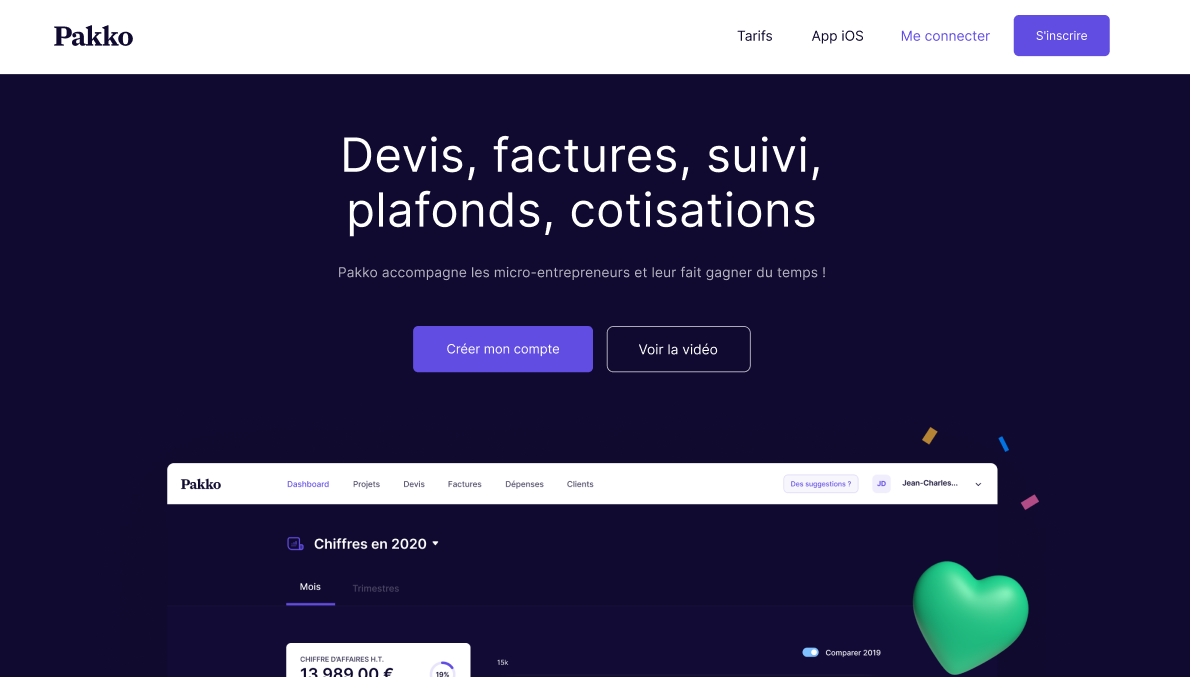 Pakko
Tarifs
App iOS
Me connecter
S'inscrire
Devis, factures, suivi,
plafonds, cotisations
Pakko accompagne les micro-entrepreneurs et leur fait gagner du temps !
Créer mon compte
Voir la vidéo
Pakko
Dashboard
Projets
Devis
Factures
Dépenses
Clients
Des suggestions ?
JD
Jean-Charles...
Chiffres en 2020
Mois
Trimestres
CHIFFRE D'AFFAIRES H.T.
13 989,00 €
19%
15k
Comparer 2019